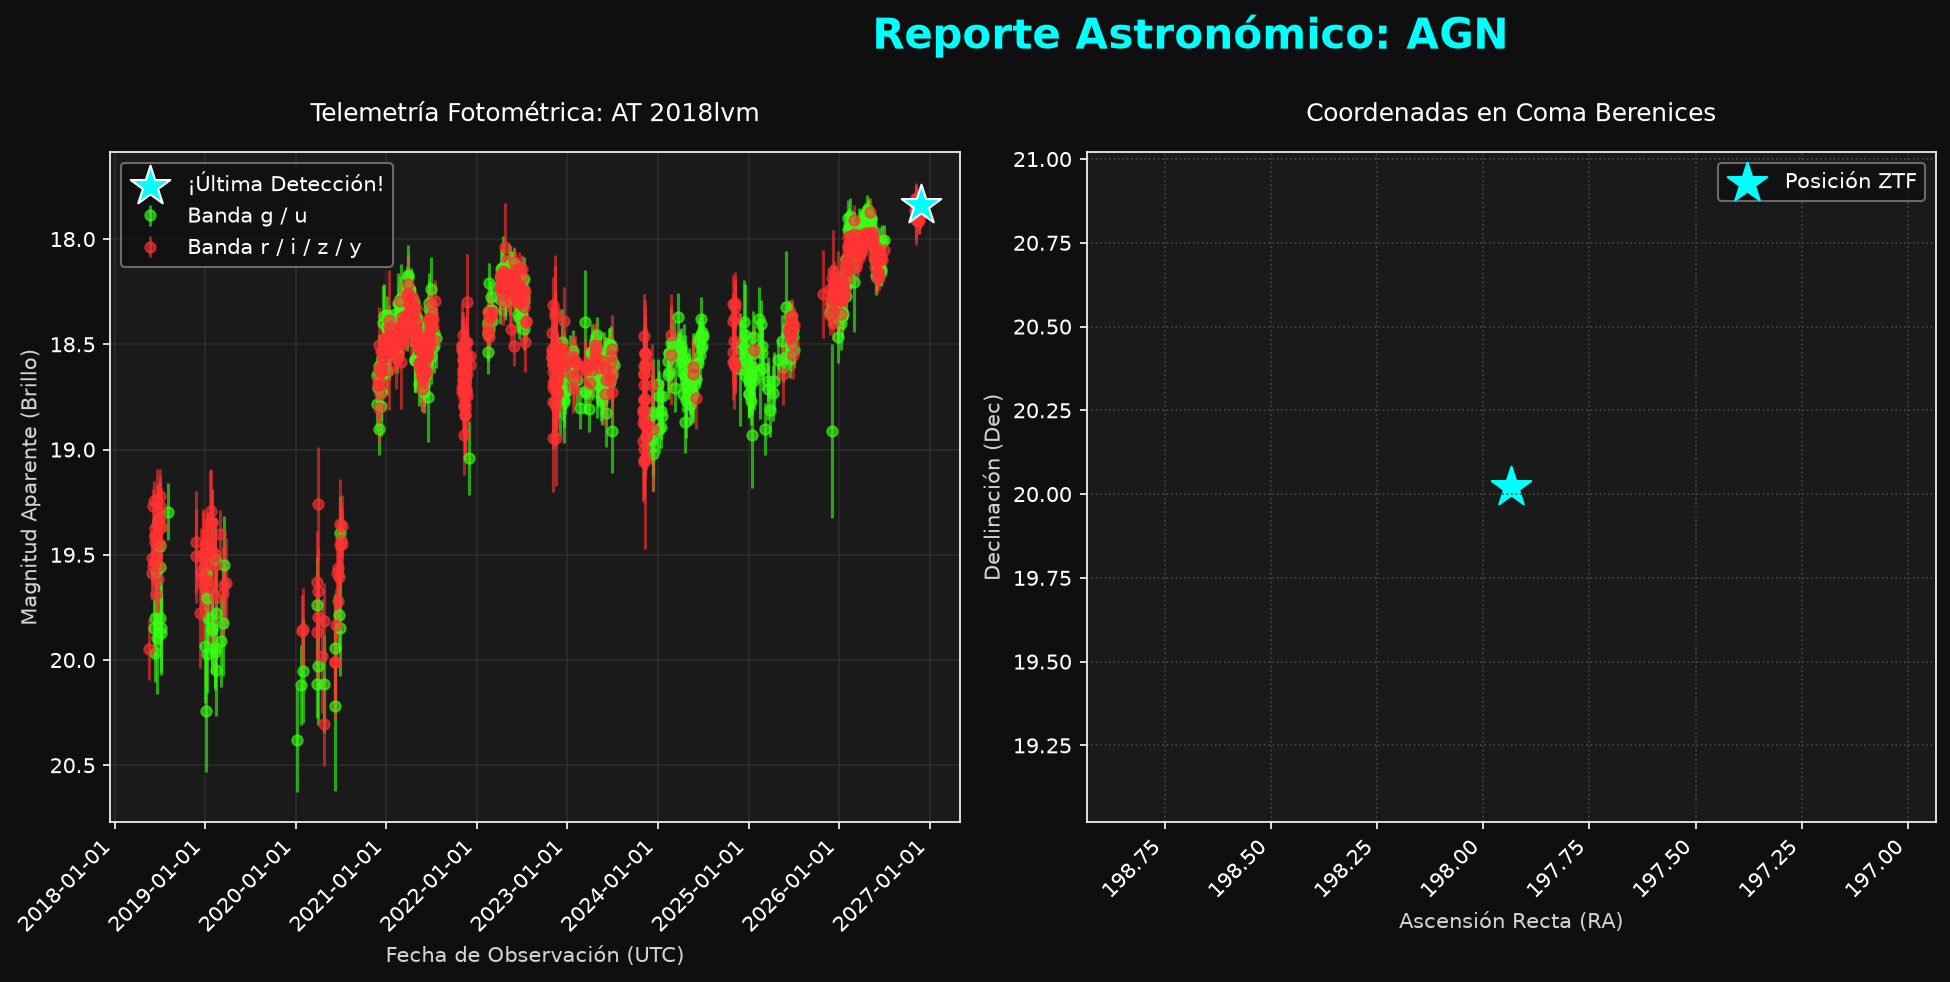 Reporte Astronómico: AGN
Telemetría Fotométrica: AT 2018lvm
¡Última Detección!
Banda g / u
Banda r / i / z / y
Magnitud Aparente (Brillo)
18.0
18.5
19.0
19.5
20.0
20.5
2018-01-01
2019-01-01
2020-01-01
2021-01-01
2022-01-01
2023-01-01
2024-01-01
2025-01-01
2026-01-01
2027-01-01
Fecha de Observación (UTC)
Coordenadas en Coma Berenices
Posición ZTF
Declinación (Dec)
21.00
20.75
20.50
20.25
20.00
19.75
19.50
19.25
198.75
198.50
198.25
198.00
197.75
197.50
197.25
197.00
Ascensión Recta (RA)